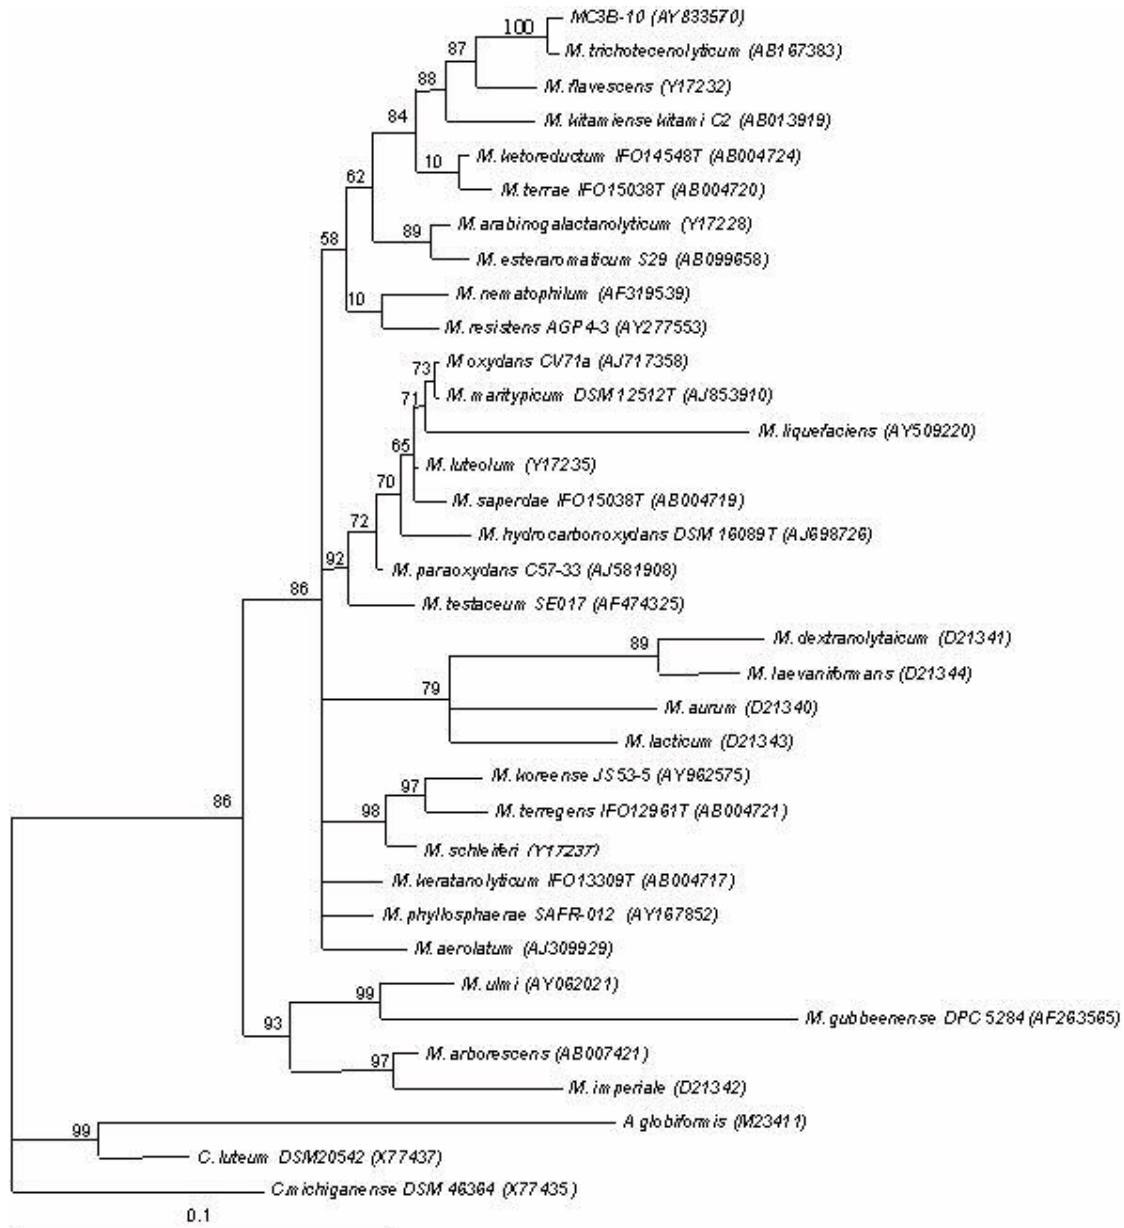 MC3B-10 (AY833570)
100
M. trichotecenolyticum (AB167383)
87
M. flavescens (Y17232)
88
M. kitamiense kitami C2 (AB013919)
84
M. ketoreductum IFO14548T (AB004724)
10
M. terrae IFO15038T (AB004720)
62
M. arabinogalactanolyticum (Y17228)
89
M. esteraromaticum S29 (AB099658)
58
M. nematophilum (AF319539)
10
M. resistens AGP4-3 (AY277553)
M oxydans CV71a (AJ717358)
73
M. maritypicum DSM 12512T (AJ853910)
71
M. liquefaciens (AY509220)
65
M. luteolum (Y17235)
70
M. saperdae IFO15038T (AB004719)
72
M. hydrocarbonoxydans DSM 16089T (AJ698726)
92
M. paraoxydans C57-33 (AJ581908)
86
M. testaceum SE017 (AF474325)
M. dextranolytaicum (D21341)
89
M. laevaniformans (D21344)
79
M. aurum (D21340)
M. lacticum (D21343)
M. koreense JS53-5 (AY962575)
97
M. terregens IFO12961T (AB004721)
86
98
M. schleiferi (Y17237)
M. keratanolyticum IFO13309T (AB004717)
M. phyllosphaerae SAFR-012 (AY167852)
M. aerolatum (AJ309929)
M. ulmi (AY062021)
99
M. gubbeenense DPC 5284 (AF263565)
93
M. arborescens (AB007421)
97
M. imperiale (D21342)
A globiformis (M23411)
99
C. luteum DSM20542 (X77437)
C.michiganense DSM 46364 (X77435)
0.1